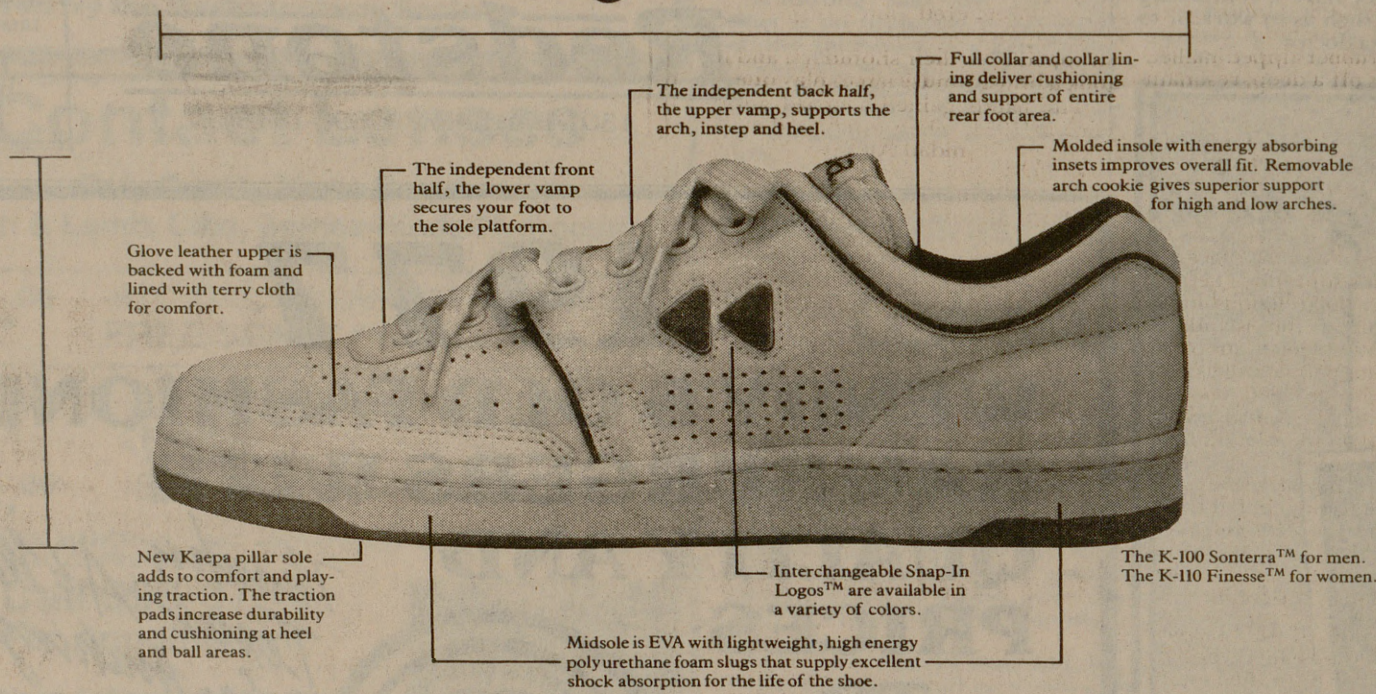 Full collar and collar lin-
ing deliver cushioning
and support of entire
rear foot area.
The independent back half,
the upper vamp, supports the
arch, instep and heel.
Molded insole with energy absorbing
insets improves overall fit. Removable
arch cookie gives superior support
for high and low arches.
The independent front
half, the lower vamp
secures your foot to
the sole platform.
Glove leather upper is
backed with foam and
lined with terry cloth
for comfort.
New Kaepa pillar sole
adds to comfort and play-
ing traction. The traction
pads increase durability
and cushioning at heel
and ball areas.
Interchangeable Snap-In
Logos™ are available in
a variety of colors.
The K-100 Sonterra™ for men.
The K-110 Finesse™ for women.
Midsole is EVA with lightweight, high energy
polyurethane foam slugs that supply excellent
shock absorption for the life of the shoe.